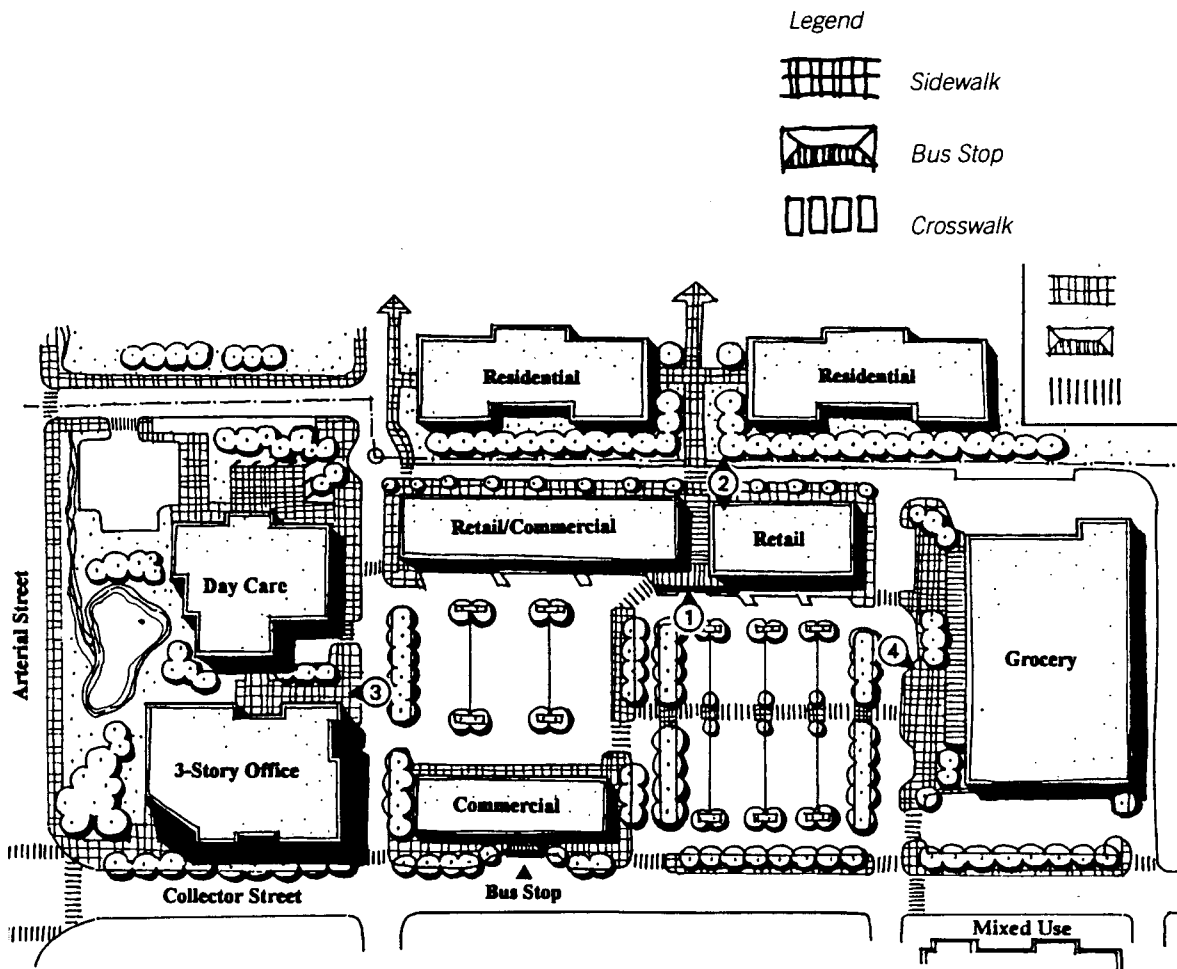 Legend
Sidewalk
Bus Stop
Crosswalk
Residential
Residential
2
Retail/Commercial
Retail
Day Care
1
Arterial Street
4
Grocery
3
3-Story Office
Commercial
Bus Stop
Collector Street
Mixed Use